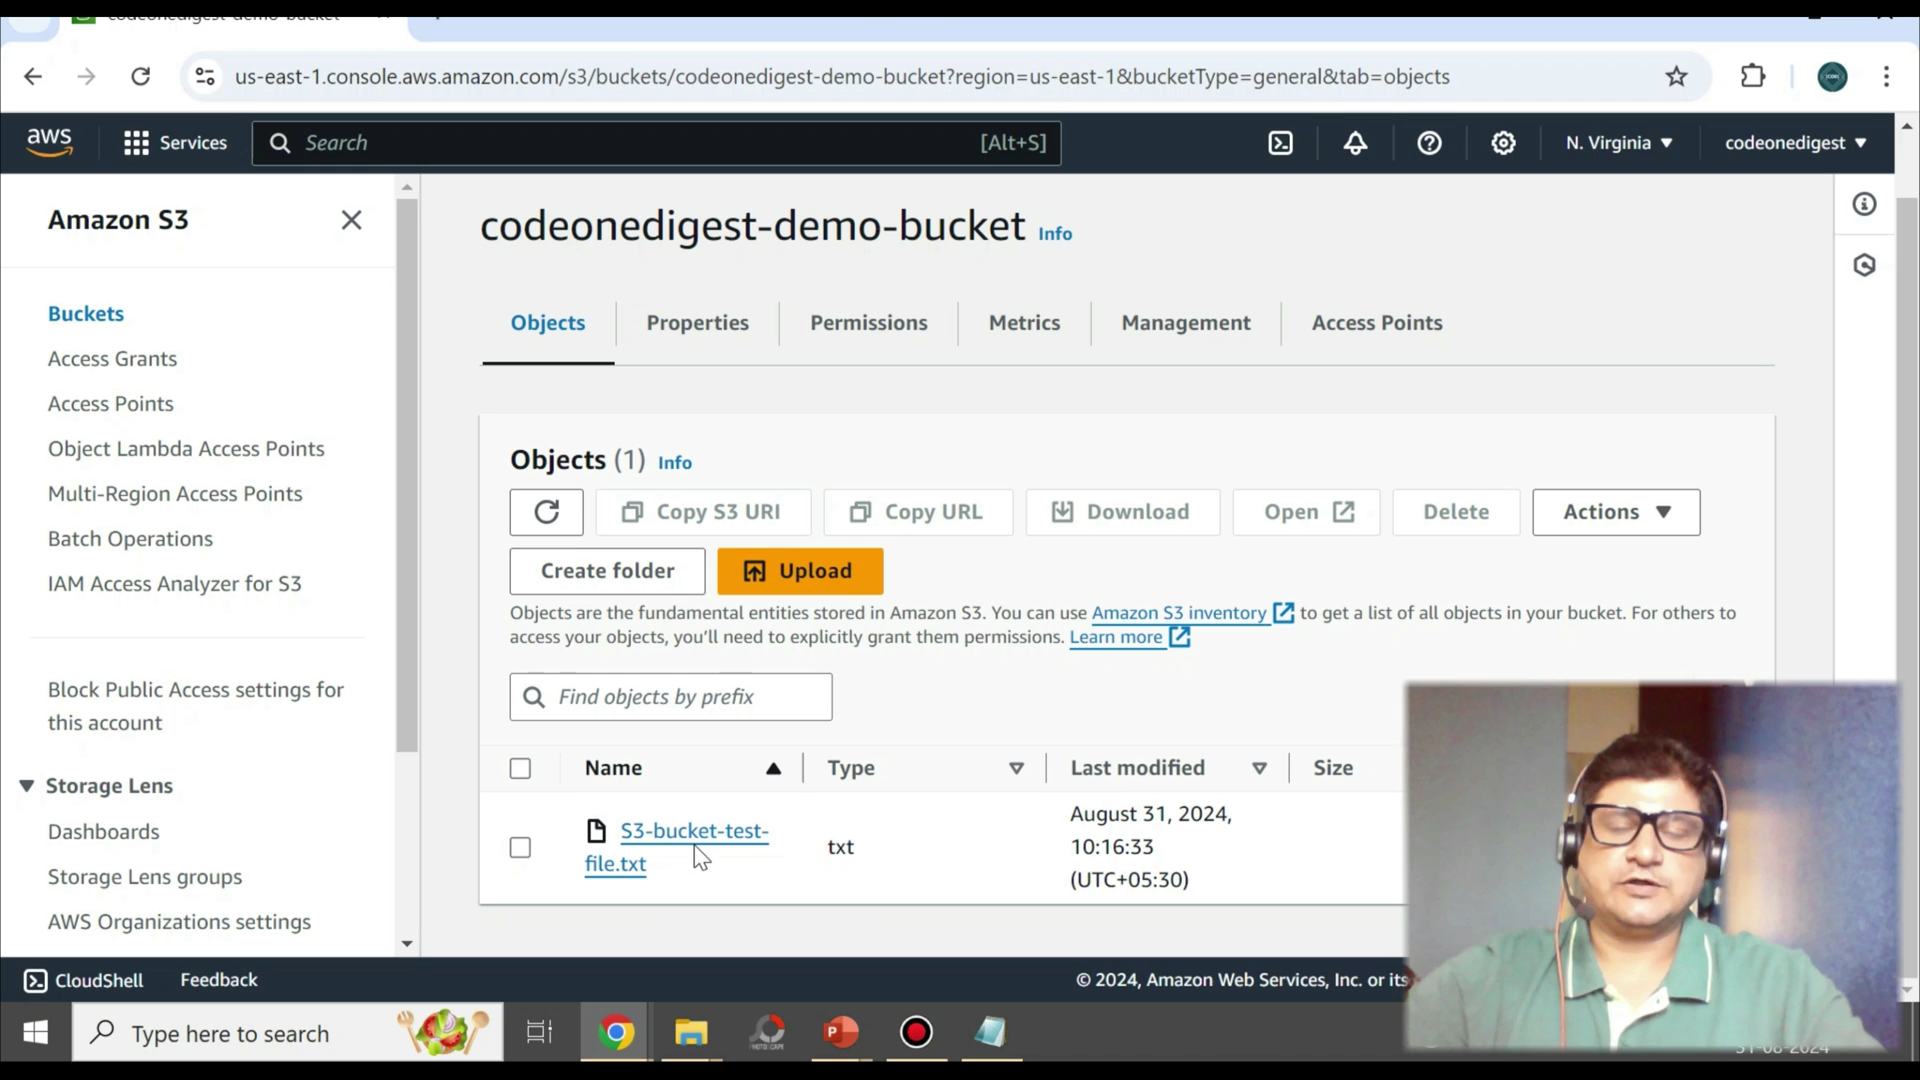 us-east-1.console.aws.amazon.com/s3/buckets/codeonedigest-demo-bucket?region=us-east-1&bucketType=general&tab=objects
aws
Services
Search
[Alt+S]
N. Virginia
codeonedigest
Amazon S3
Buckets
Access Grants
Access Points
Object Lambda Access Points
Multi-Region Access Points
Batch Operations
IAM Access Analyzer for S3
Block Public Access settings for
this account
Storage Lens
Dashboards
Storage Lens groups
AWS Organizations settings
codeonedigest-demo-bucket Info
Objects
Properties
Permissions
Metrics
Management
Access Points
Objects (1) Info
Copy S3 URI
Copy URL
Download
Open
Delete
Actions
Create folder
Upload
Objects are the fundamental entities stored in Amazon S3. You can use Amazon S3 inventory to get a list of all objects in your bucket. For others to
access your objects, you'll need to explicitly grant them permissions. Learn more
Find objects by prefix
Name
Type
Last modified
Size
S3-bucket-test-
file.txt
txt
August 31, 2024,
10:16:33
(UTC+05:30)
CloudShell
Feedback
© 2024, Amazon Web Services, Inc. or its
Type here to search